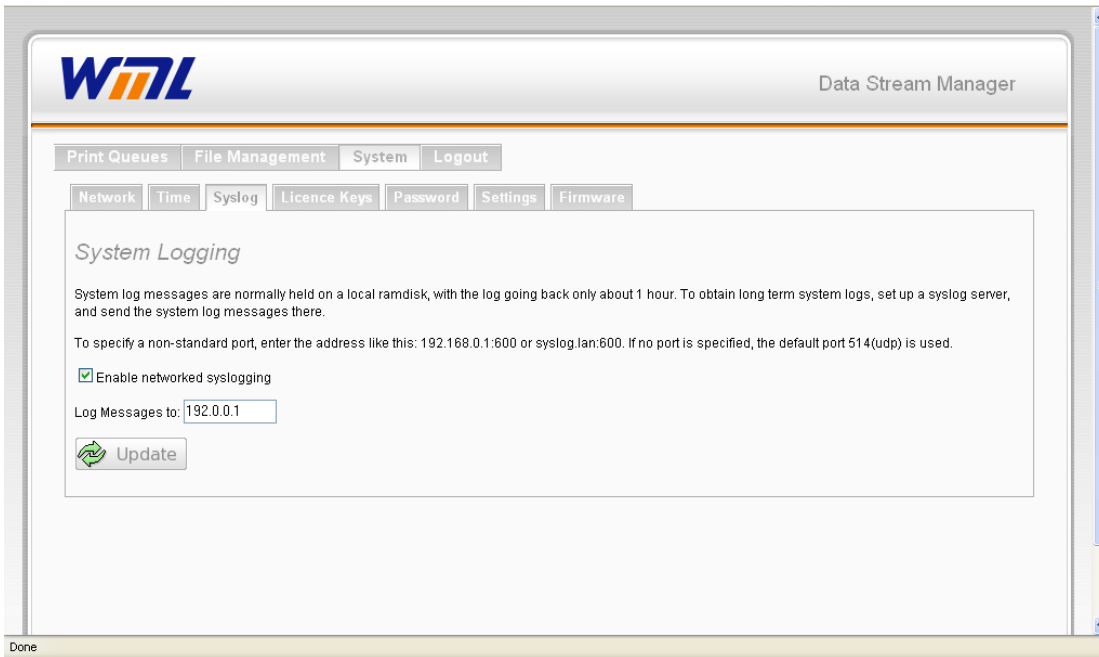 WML
Data Stream Manager
Print Queues File Management System Logout
Network Time Syslog Licence Keys Password Settings Firmware
System Logging
System log messages are normally held on a local ramdisk, with the log going back only about 1 hour. To obtain long term system logs, set up a syslog server,
and send the system log messages there.
To specify a non-standard port, enter the address like this: 192.168.0.1:600 or syslog.lan:600. If no port is specified, the default port 514(udp) is used.
Enable networked syslogging
Log Messages to: 192.0.0.1
Update
Done